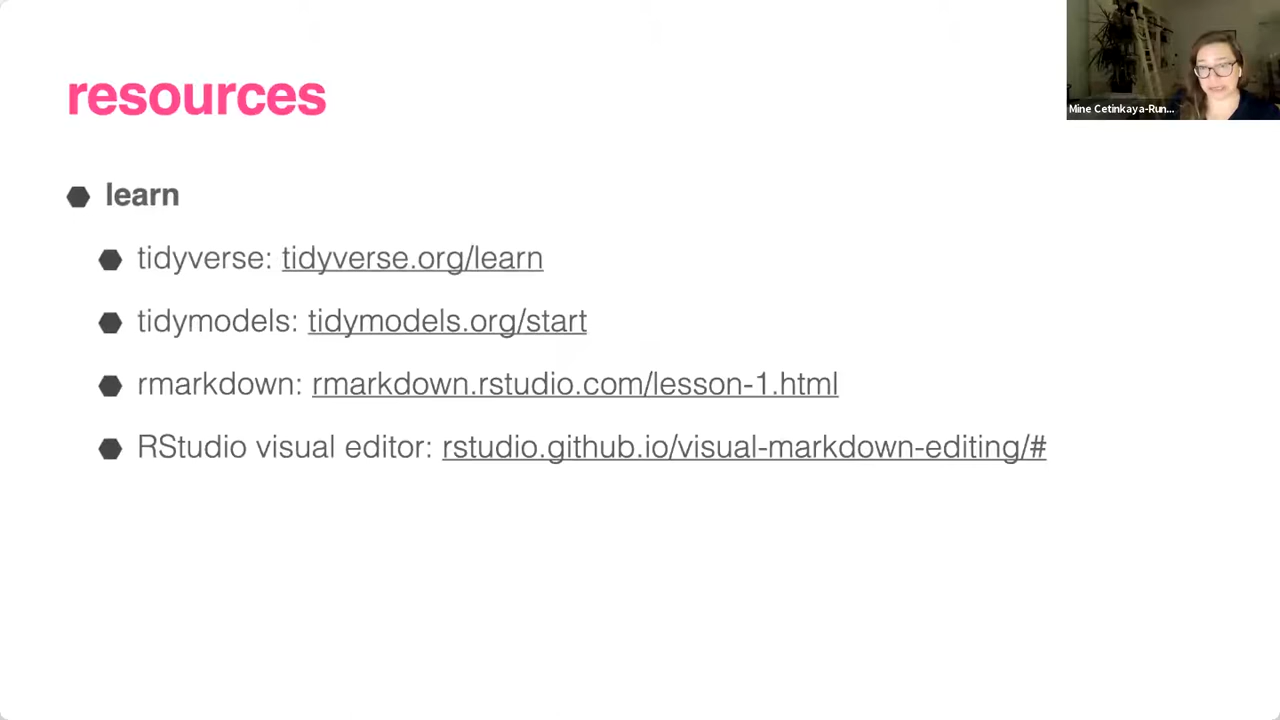 resources
Mine Cetinkaya-Run...
learn
tidyverse: tidyverse.org/learn
tidymodels: tidymodels.org/start
rmarkdown: rmarkdown.rstudio.com/lesson-1.html
RStudio visual editor: rstudio.github.io/visual-markdown-editing/#